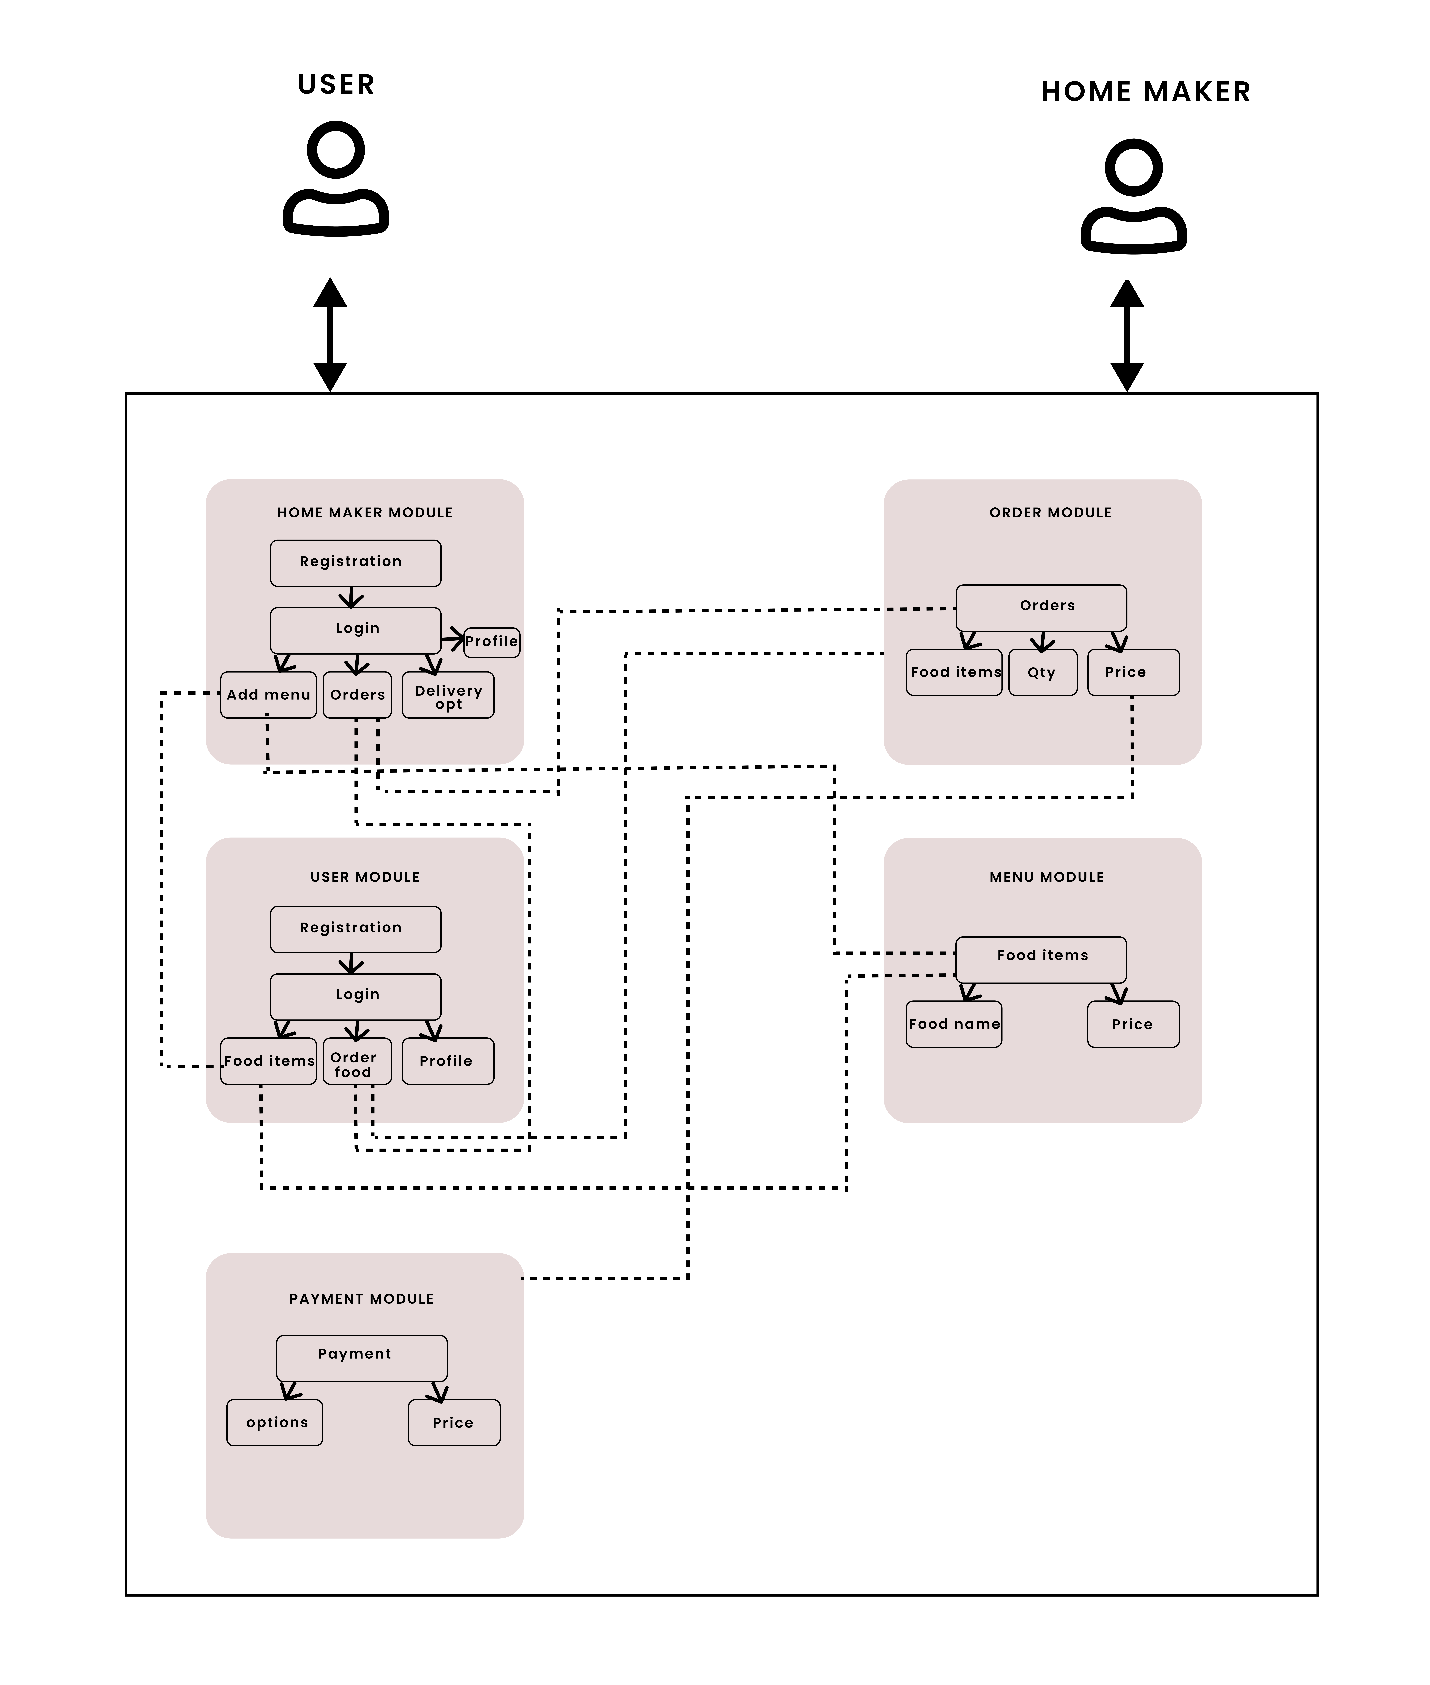 USER
HOME MAKER
HOME MAKER MODULE
Registration
Login
Profile
Add menu
Orders
Delivery
opt
ORDER MODULE
Orders
Food items
Qty
Price
USER MODULE
Registration
Login
Food items
Order
food
Profile
MENU MODULE
Food items
Food name
Price
PAYMENT MODULE
Payment
options
Price